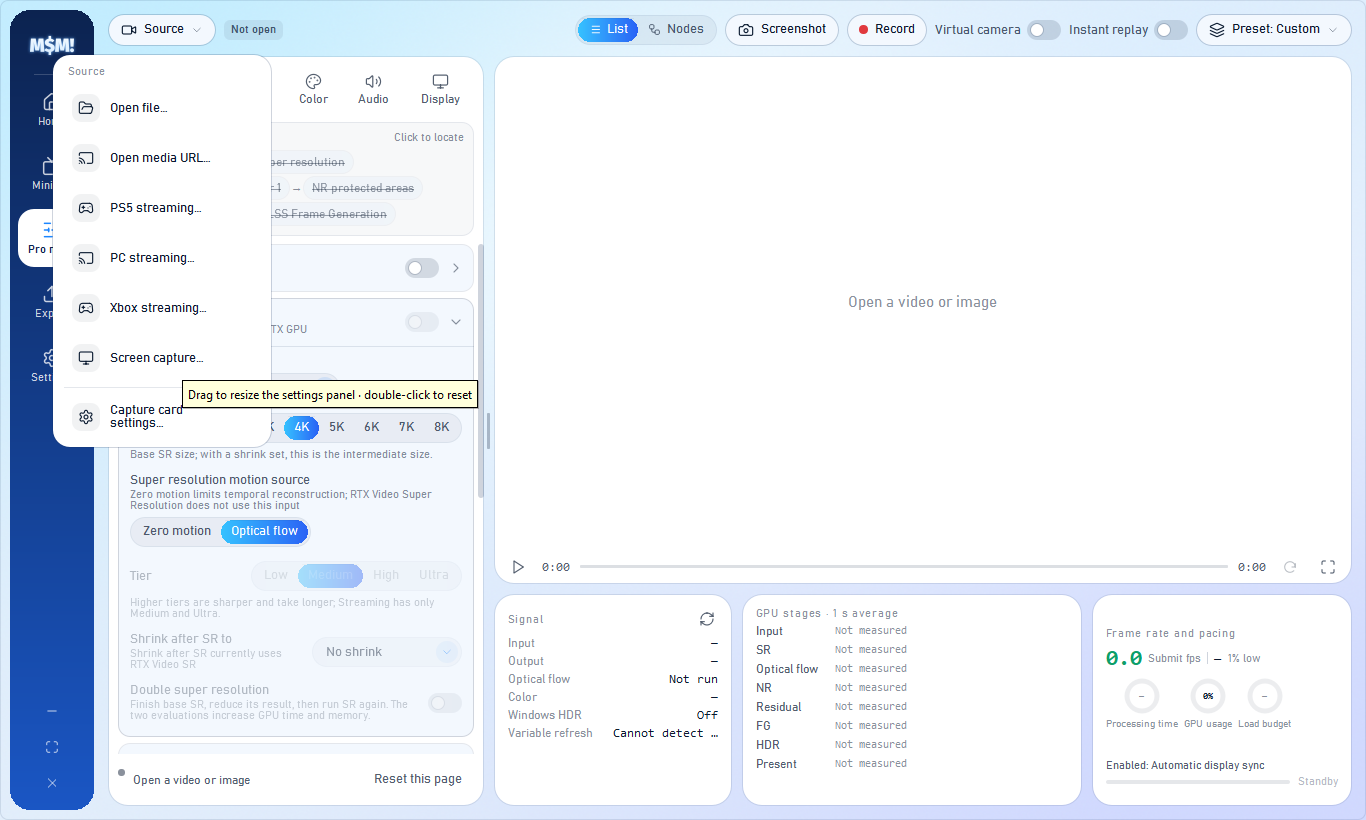 M$M!
Source
Not open
List
Nodes
Screenshot
Record
Virtual camera
Instant replay
Preset: Custom
Source
Open file…
Open media URL…
PS5 streaming…
PC streaming…
Xbox streaming…
Screen capture…
Capture card
settings…
Color
Audio
Display
Click to locate
resolution
→ NR protected areas
LSS Frame Generation
GPU
Drag to resize the settings panel · double-click to reset
4K 5K 6K 7K 8K
Base SR size; with a shrink set, this is the intermediate size.
Super resolution motion source
Zero motion limits temporal reconstruction; RTX Video Super
Resolution does not use this input
Zero motion
Optical flow
Tier
Low Medium High Ultra
Higher tiers are sharper and take longer; Streaming has only
Medium and Ultra.
Shrink after SR to
Shrink after SR currently uses
RTX Video SR
No shrink
Double super resolution
Finish base SR, reduce its result, then run SR again. The
two evaluations increase GPU time and memory.
Open a video or image
Reset this page
Open a video or image
0:00
0:00
Signal
Input –
Output –
Optical flow Not run
Color –
Windows HDR Off
Variable refresh Cannot detect …
GPU stages · 1 s average
Input Not measured
SR Not measured
Optical flow Not measured
NR Not measured
Residual Not measured
FG Not measured
HDR Not measured
Present Not measured
Frame rate and pacing
0.0 Submit fps – 1% low
– 0% –
Processing time GPU usage Load budget
Enabled: Automatic display sync
Standby